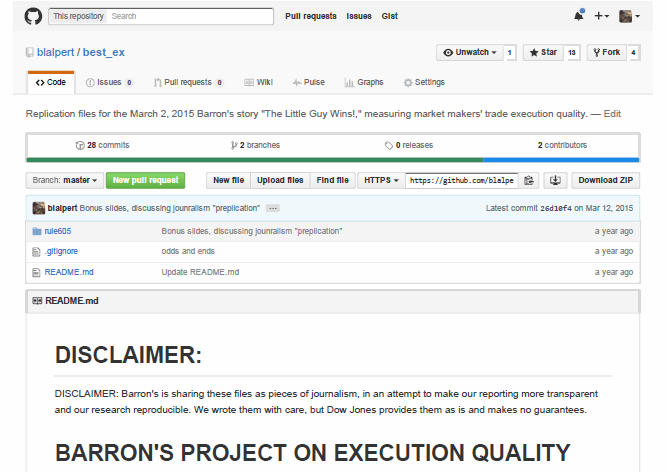 This repository Search Pull requests Issues Gist
blalpert / best_ex Unwatch 1 Star 13 Fork 4
Code Issues 0 Pull requests 0 Wiki Pulse Graphs Settings
Replication files for the March 2, 2015 Barron's story "The Little Guy Wins!," measuring market makers' trade execution quality. — Edit
28 commits 2 branches 0 releases 2 contributors
Branch: master New pull request New file Upload files Find file HTTPS https://github.com/blalpe Download ZIP
blalpert Bonus slides, discussing jounralism "preplication" ... Latest commit 26d10f4 on Mar 12, 2015
rule605 Bonus slides, discussing jounralism "preplication" a year ago
.gitignore odds and ends a year ago
README.md Update README.md a year ago
README.md
DISCLAIMER:
DISCLAIMER: Barron's is sharing these files as pieces of journalism, in an attempt to make our reporting more transparent
and our research reproducible. We wrote them with care, but Dow Jones provides them as is and makes no guarantees.
BARRON'S PROJECT ON EXECUTION QUALITY